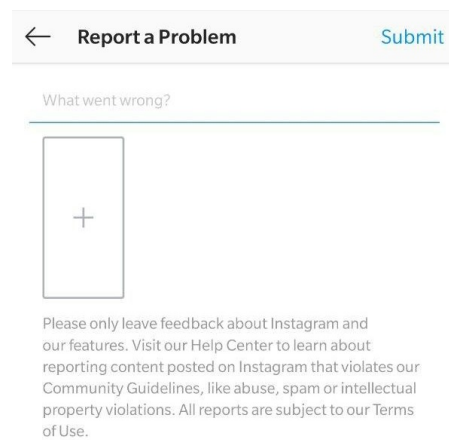 Report a Problem Submit
What went wrong?
Please only leave feedback about Instagram and
our features. Visit our Help Center to learn about
reporting content posted on Instagram that violates our
Community Guidelines, like abuse, spam or intellectual
property violations. All reports are subject to our Terms
of Use.